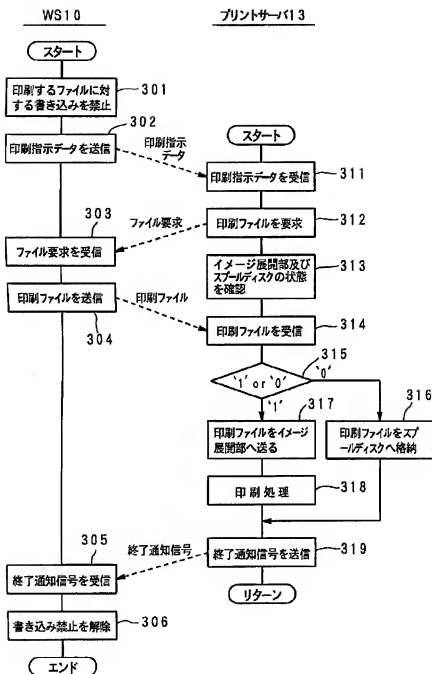 WS10
プリントサーバ13
スタート
印刷するファイルに対
する書き込みを禁止
301
302
印刷指示データを送信
印刷指示
データ
スタート
印刷指示データを受信
311
303
ファイル要求
印刷ファイルを要求
312
ファイル要求を受信
イメージ展開部及び
スプールディスクの状態
を確認
313
印刷ファイルを送信
304
印刷ファイル
印刷ファイルを受信
314
'1' or '0'
315
'0'
'1'
317
316
印刷ファイルをイメージ
展開部へ送る
印刷ファイルをスプ
ールディスクへ格納
印刷処理
318
305
終了通知信号
終了通知信号を送信
319
終了通知信号を受信
リターン
書き込み禁止を解除
306
エンド